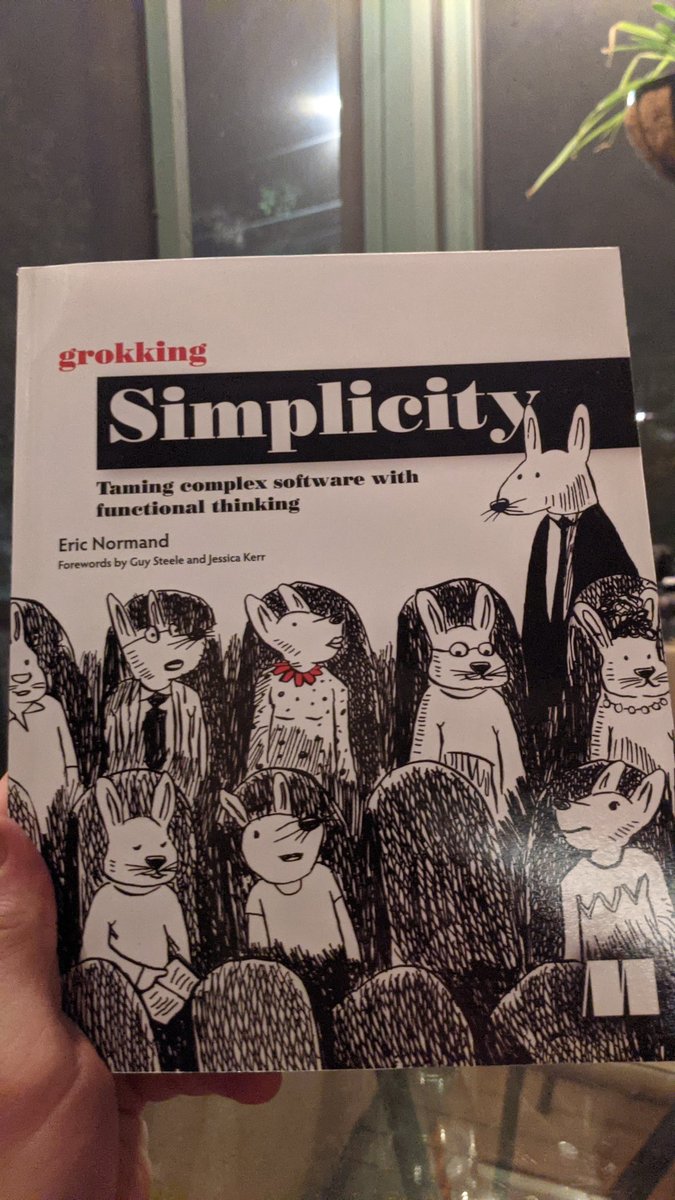 grokking
Simplicity
Taming complex software with
functional thinking
Eric Normand
Forewords by Guy Steele and Jessica Kerr